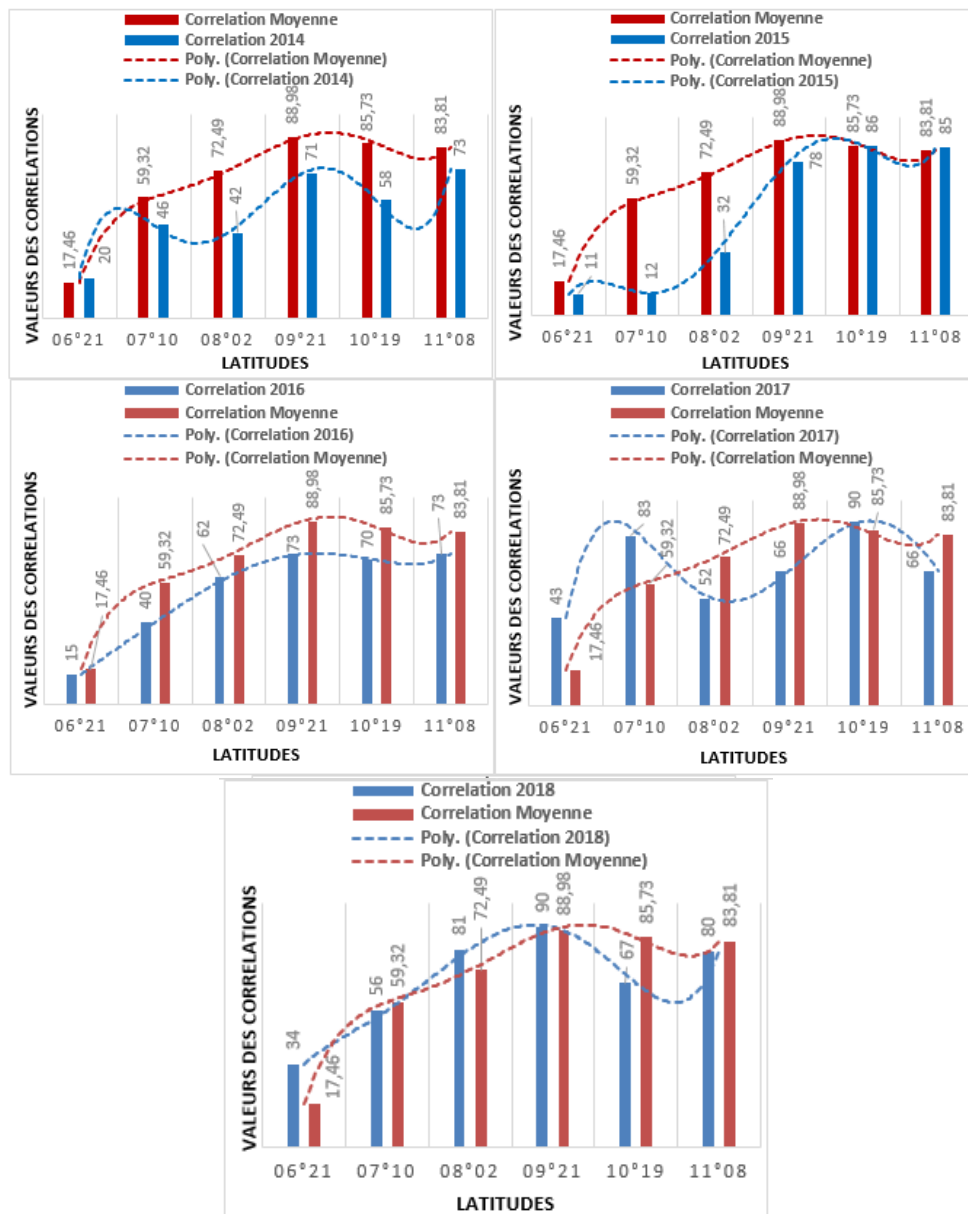 Correlation Moyenne
Correlation 2014
Poly. (Correlation Moyenne)
Poly. (Correlation 2014)
VALEURS DES CORRELATIONS
17,46
20
59,32
46
72,49
42
88,98
71
85,73
58
83,81
73
06°21 07°10 08°02 09°21 10°19 11°08
LATITUDES
Correlation Moyenne
Correlation 2015
Poly. (Correlation Moyenne)
Poly. (Correlation 2015)
VALEURS DES CORRELATIONS
17,46
11
59,32
12
72,49
32
88,98
78
85,73
86
83,81
85
06°21 07°10 08°02 09°21 10°19 11°08
LATITUDES
Correlation 2016
Correlation Moyenne
Poly. (Correlation 2016)
Poly. (Correlation Moyenne)
VALEURS DES CORRELATIONS
15
17,46
40
59,32
62
72,49
73
88,98
70
85,73
73
83,81
06°21 07°10 08°02 09°21 10°19 11°08
LATITUDES
Correlation 2017
Correlation Moyenne
Poly. (Correlation 2017)
Poly. (Correlation Moyenne)
VALEURS DES CORRELATIONS
43
17,46
83
59,32
52
72,49
66
88,98
90
85,73
66
83,81
06°21 07°10 08°02 09°21 10°19 11°08
LATITUDES
Correlation 2018
Correlation Moyenne
Poly. (Correlation 2018)
Poly. (Correlation Moyenne)
VALEURS DES CORRELATIONS
34
17,46
56
59,32
81
72,49
90
88,98
67
85,73
80
83,81
06°21 07°10 08°02 09°21 10°19 11°08
LATITUDES